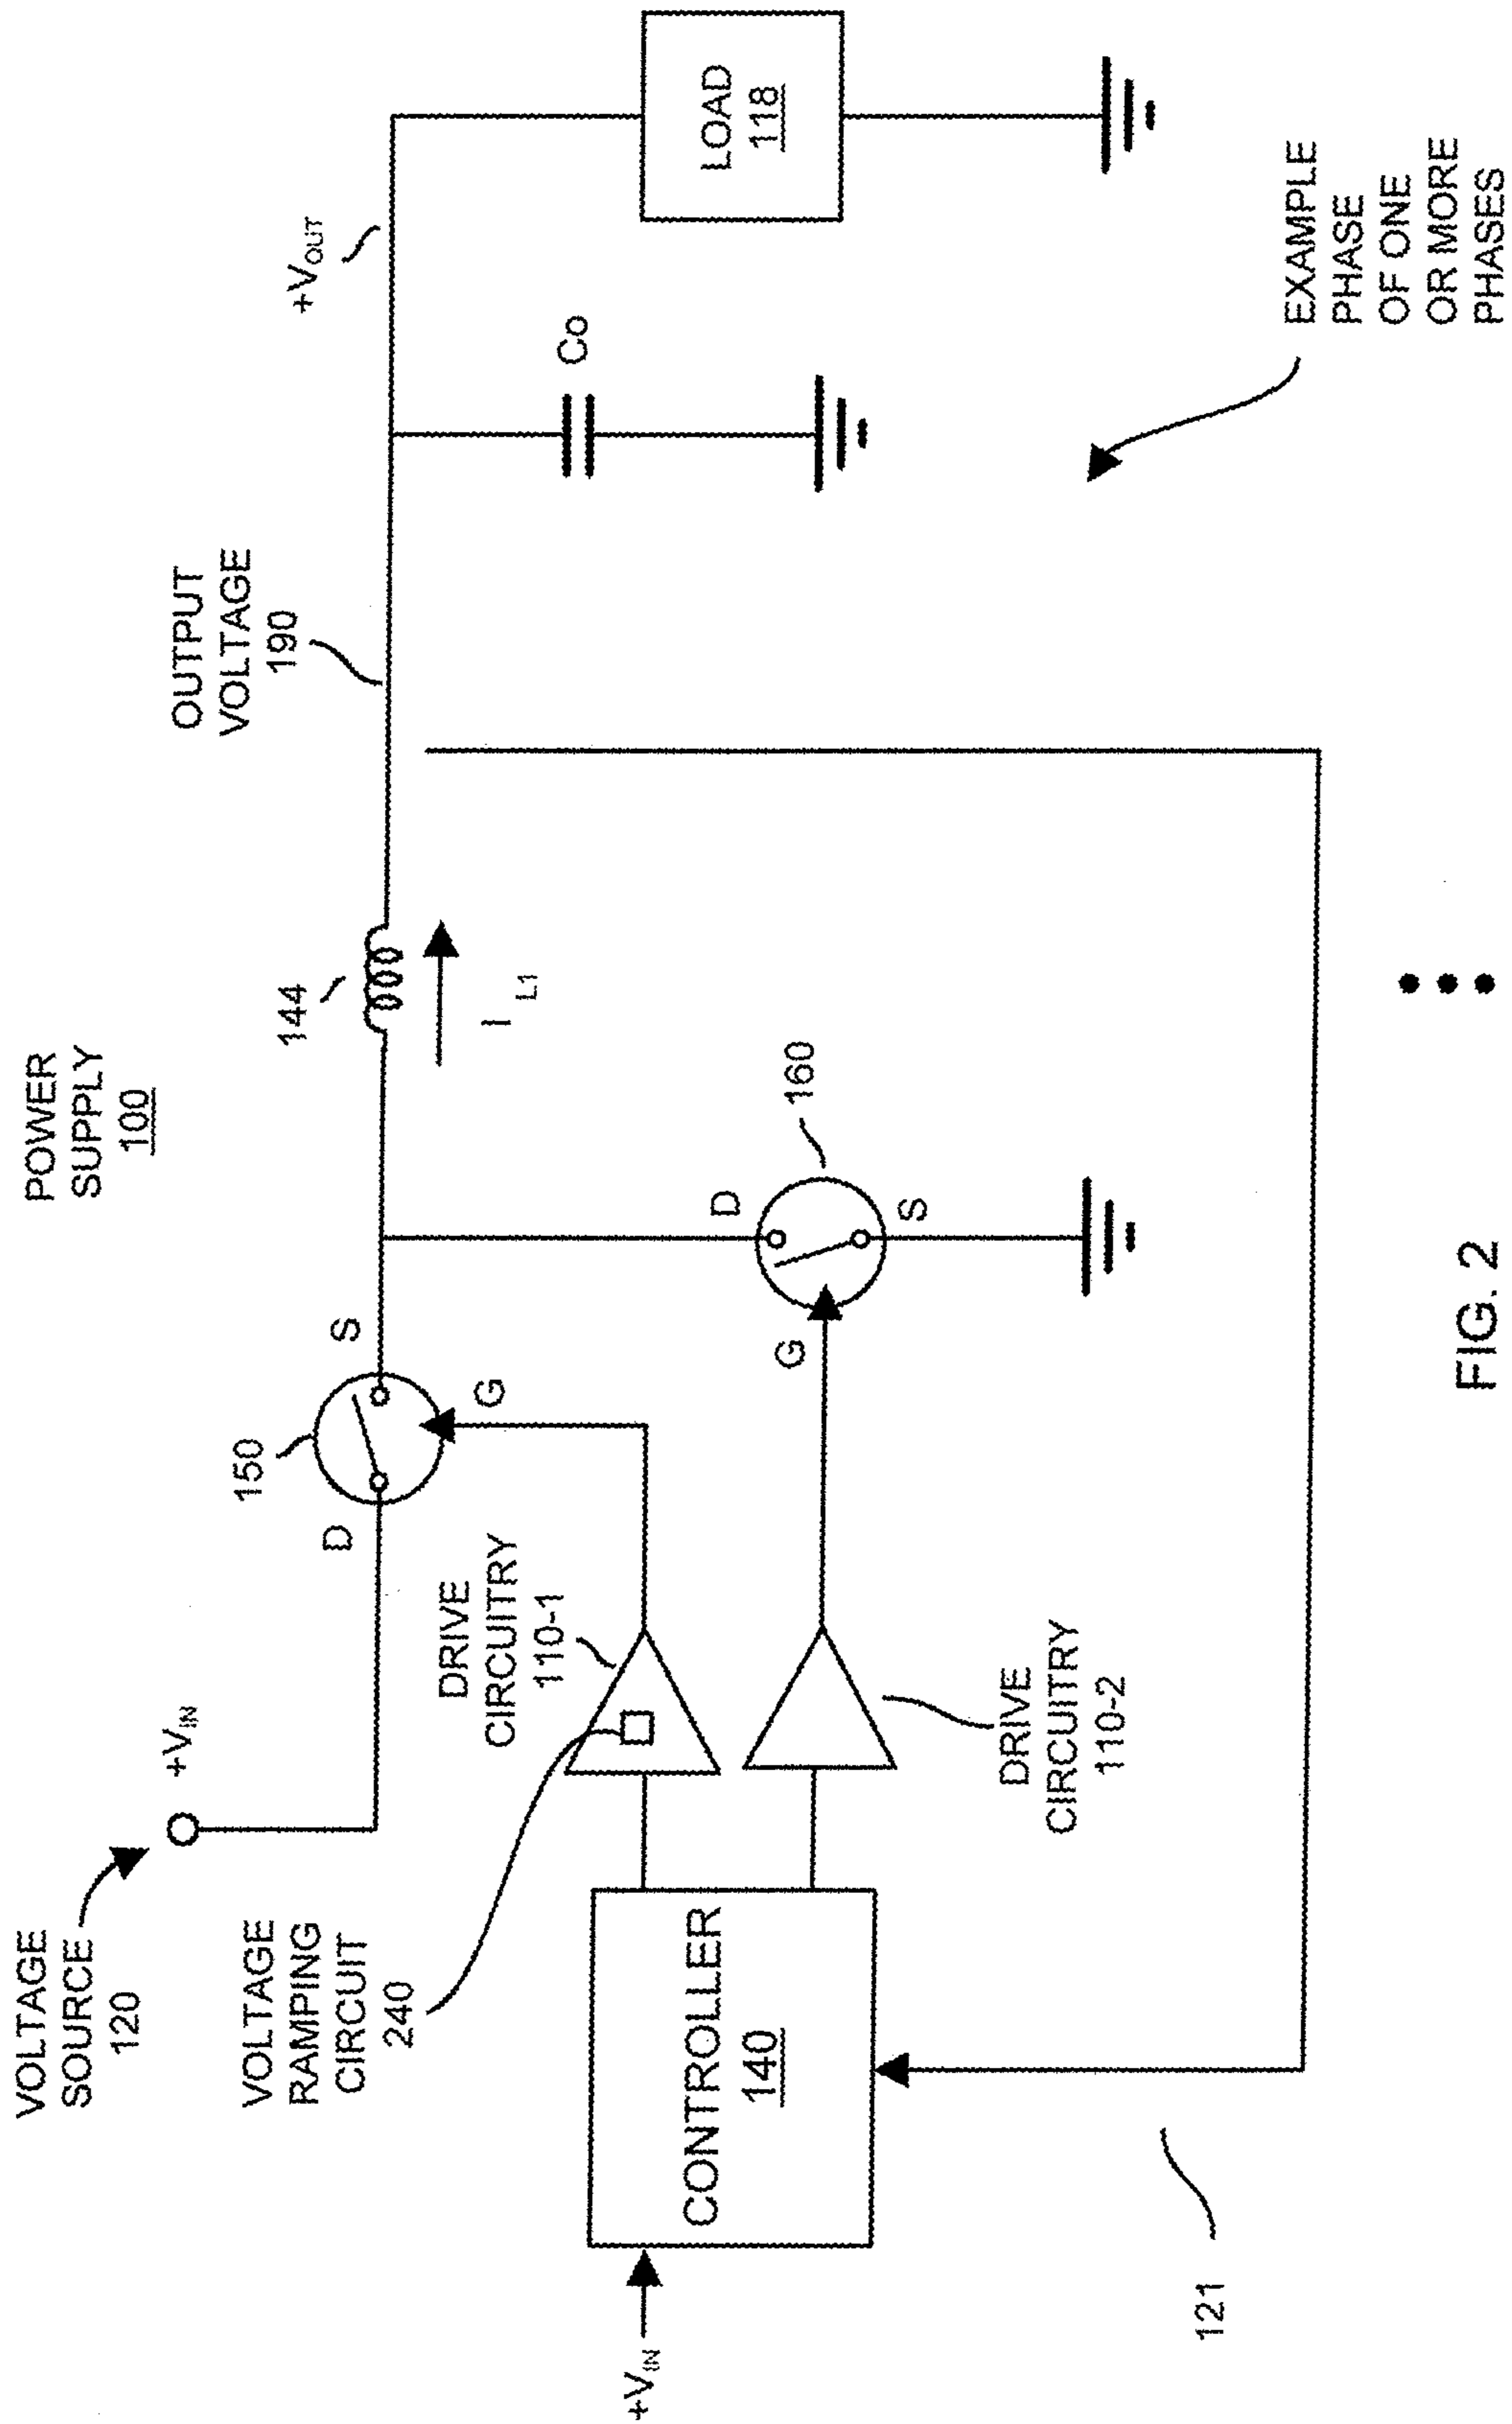 POWER
SUPPLY
100
VOLTAGE
SOURCE
120
+VIN
VOLTAGE
RAMPING
CIRCUIT
240
150
D
S
G
144
I L1
OUTPUT
VOLTAGE
190
+VOUT
Co
LOAD
118
DRIVE
CIRCUITRY
110-1
160
D
S
G
DRIVE
CIRCUITRY
110-2
+VIN
CONTROLLER
140
121
EXAMPLE
PHASE
OF ONE
OR MORE
PHASES
FIG. 2